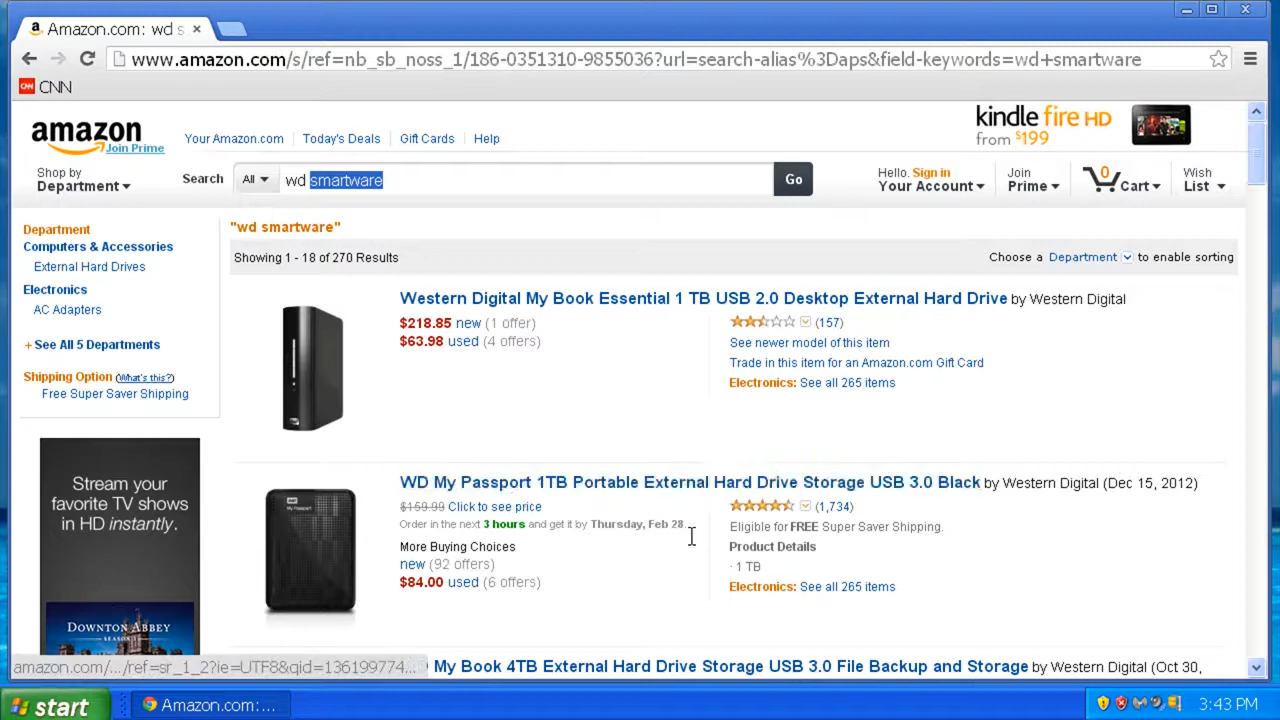 Amazon.com: wd s
www.amazon.com/s/ref=nb_sb_noss_1/186-0351310-9855036?url=search-alias%3Daps&field-keywords=wd+smartware
CNN CNN
amazon
Join Prime
Your Amazon.com Today's Deals Gift Cards Help
kindle fire HD
from $199
Shop by
Department
Search All wd smartware Go
Hello. Sign in
Your Account
Join
Prime
0
Cart
Wish
List
Department
Computers & Accessories
External Hard Drives
Electronics
AC Adapters
+See All 5 Departments
Shipping Option (What's this?)
Free Super Saver Shipping
Stream your
favorite TV shows
in HD instantly.
DOWNTON ABBEY
"wd smartware"
Showing 1 - 18 of 270 Results
Choose a Department to enable sorting
Western Digital My Book Essential 1 TB USB 2.0 Desktop External Hard Drive by Western Digital
$218.85 new (1 offer)
$63.98 used (4 offers)
(157)
See newer model of this item
Trade in this item for an Amazon.com Gift Card
Electronics: See all 265 items
WD My Passport 1TB Portable External Hard Drive Storage USB 3.0 Black by Western Digital (Dec 15, 2012)
$159.99 Click to see price
Order in the next 3 hours and get it by Thursday, Feb 28.
More Buying Choices
new (92 offers)
$84.00 used (6 offers)
(1,734)
Eligible for FREE Super Saver Shipping.
Product Details
· 1 TB
Electronics: See all 265 items
WD
My Passport
My Book 4TB External Hard Drive Storage USB 3.0 File Backup and Storage by Western Digital (Oct 30,
amazon.com/.../ref=sr_1_2?ie=UTF8&qid=136199774...
start
Amazon.com:...
3:43 PM